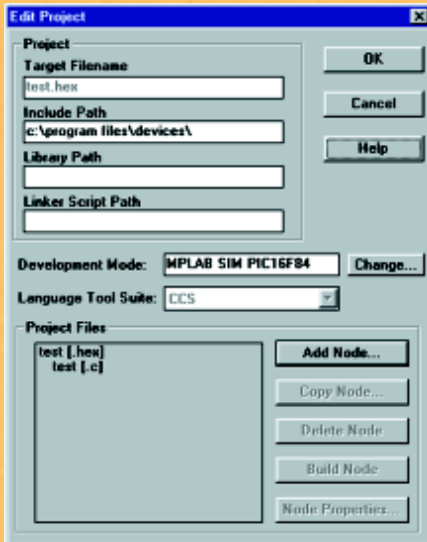 Edit Project
Project
Target Filename
test.hex
Include Path
c:\program files\devices\
Library Path
Linker Script Path
OK
Cancel
Help
Development Mode: MPLAB SIM PIC16F84 Change...
Language Tool Suite: CCS
Project Files
test [.hex]
test [.c]
Add Node...
Copy Node...
Delete Node
Build Node
Node Properties...